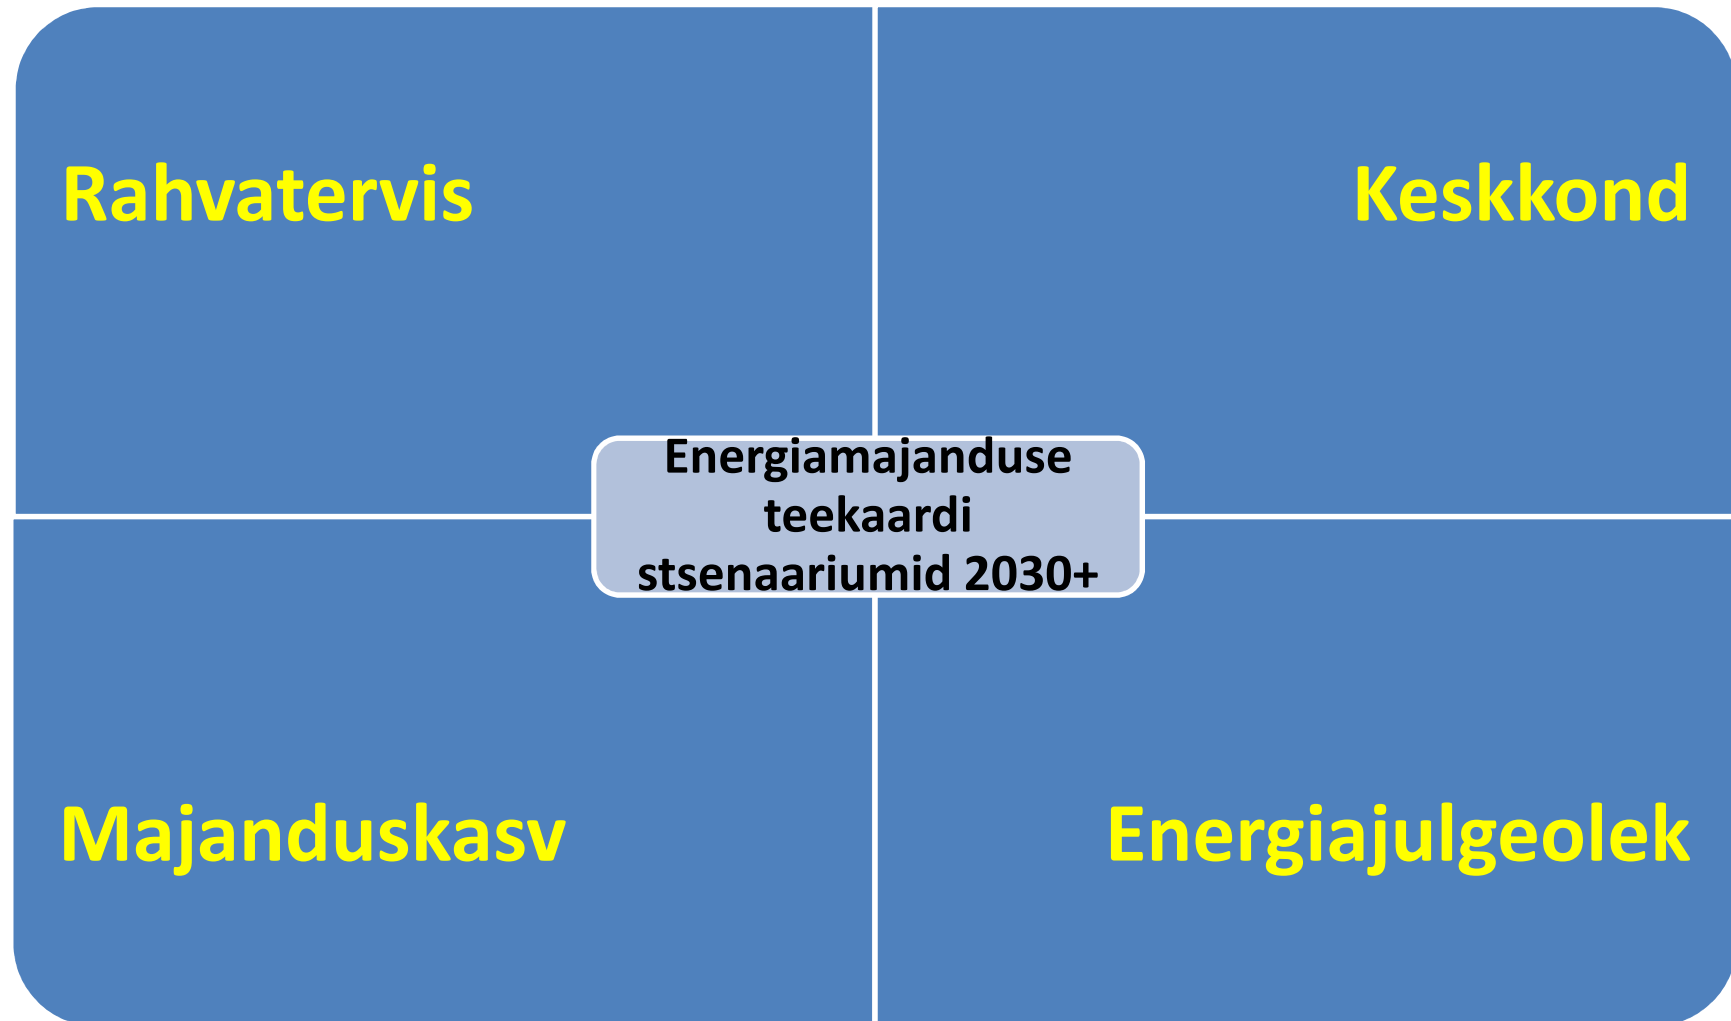 Rahvatervis
Keskkond
Energiamajanduse
teekaardi
stsenaariumid 2030+
Majanduskasv
Energiajulgeolek